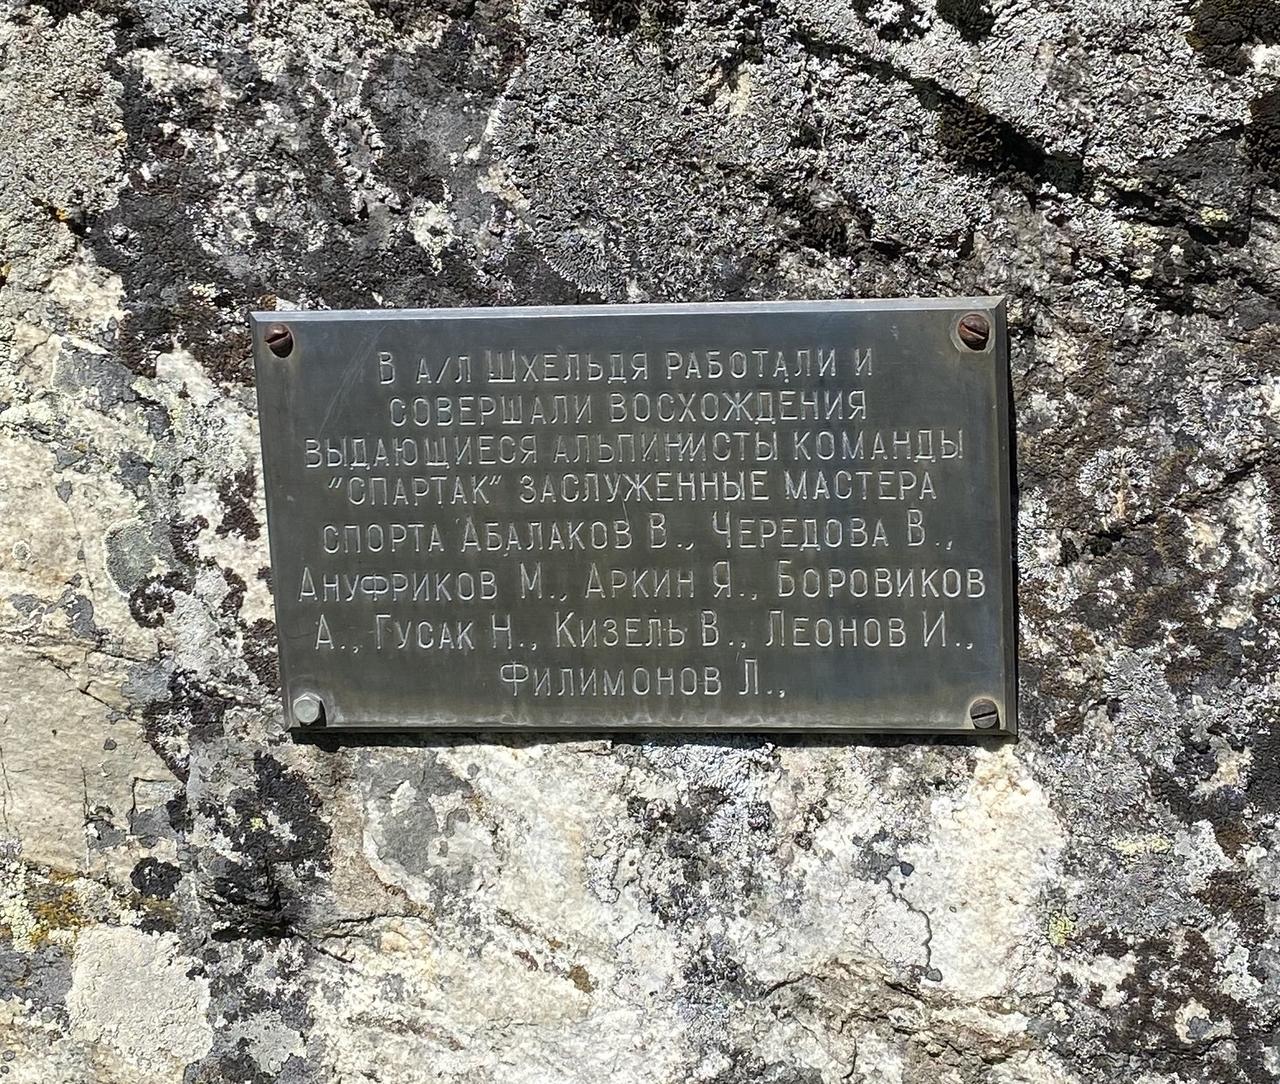 В а/л Шхельдя работали и
совершали восхождения
выдающиеся альпинисты команды
"Спартак" заслуженные мастера
спорта Абалаков В., Чередова В.,
Ануфриков М., Аркин Я., Боровиков
А., Гусак Н., Кизель В., Леонов И.,
Филимонов Л.,